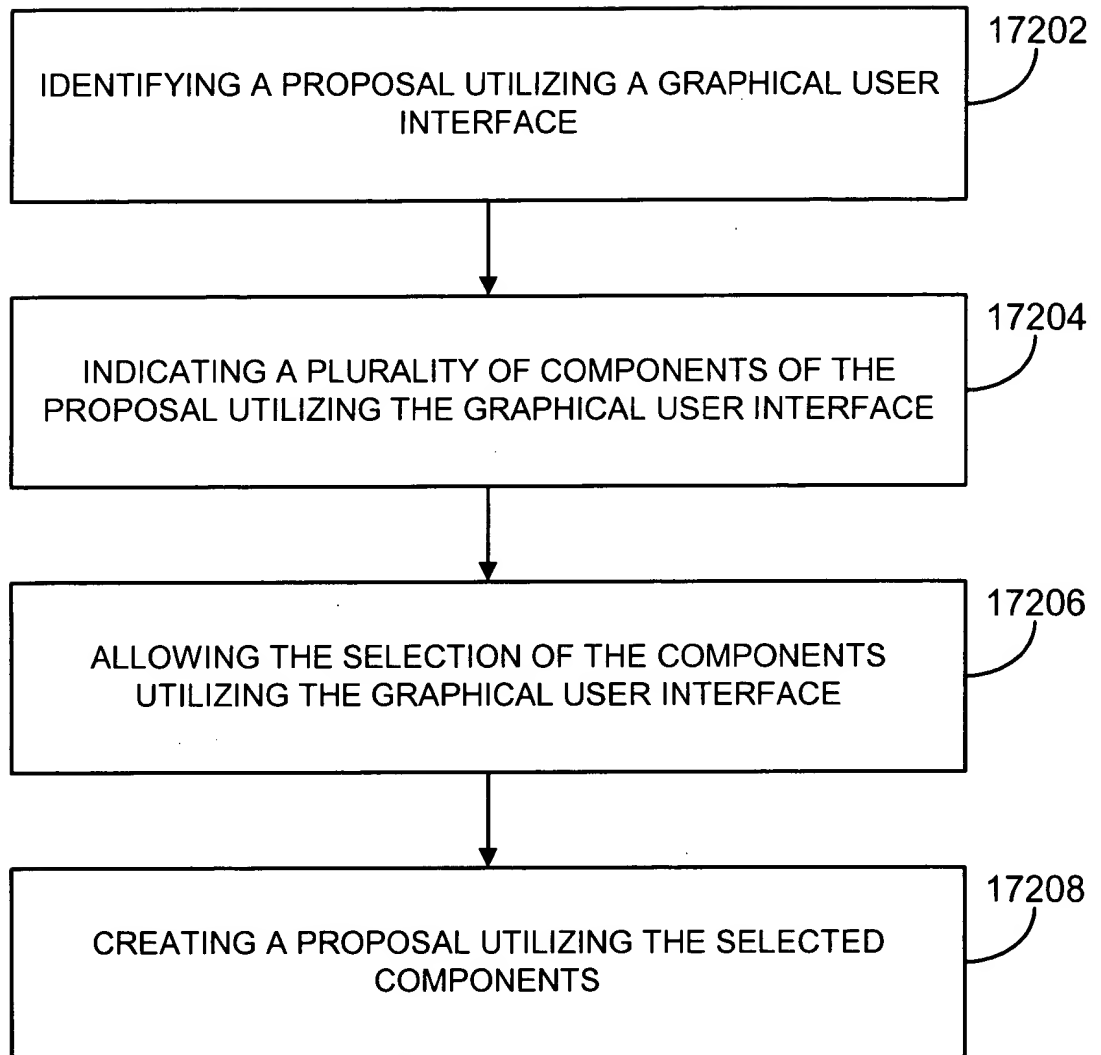 17202
IDENTIFYING A PROPOSAL UTILIZING A GRAPHICAL USER
INTERFACE
17204
INDICATING A PLURALITY OF COMPONENTS OF THE
PROPOSAL UTILIZING THE GRAPHICAL USER INTERFACE
17206
ALLOWING THE SELECTION OF THE COMPONENTS
UTILIZING THE GRAPHICAL USER INTERFACE
17208
CREATING A PROPOSAL UTILIZING THE SELECTED
COMPONENTS